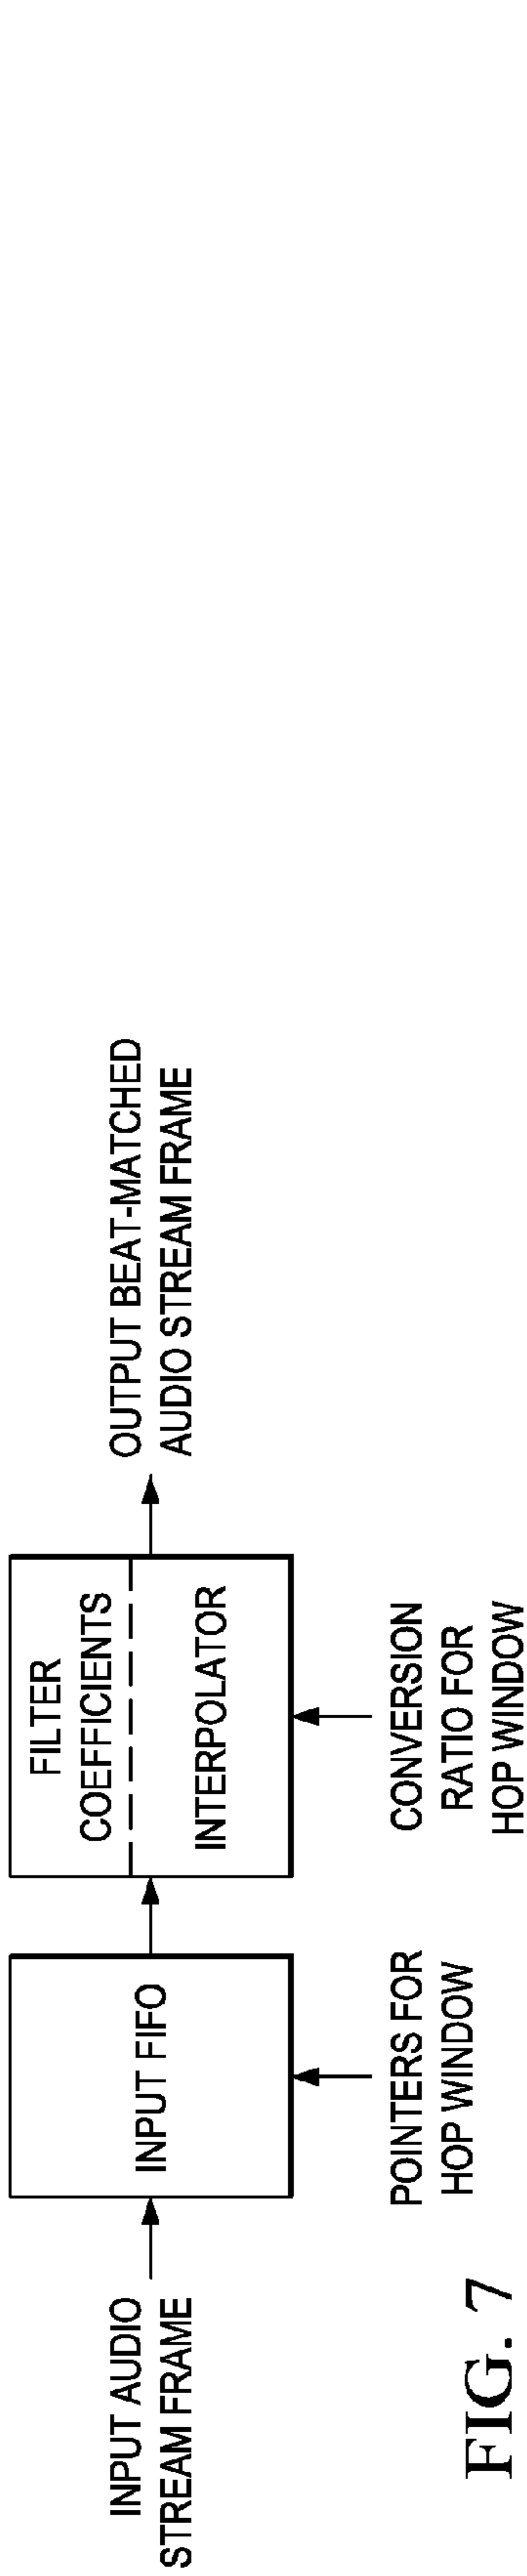 INPUT AUDIO
STREAM FRAME
INPUT FIFO
POINTERS FOR
HOP WINDOW
FILTER
COEFFICIENTS
INTERPOLATOR
CONVERSION
RATIO FOR
HOP WINDOW
OUTPUT BEAT-MATCHED
AUDIO STREAM FRAME
FIG. 7